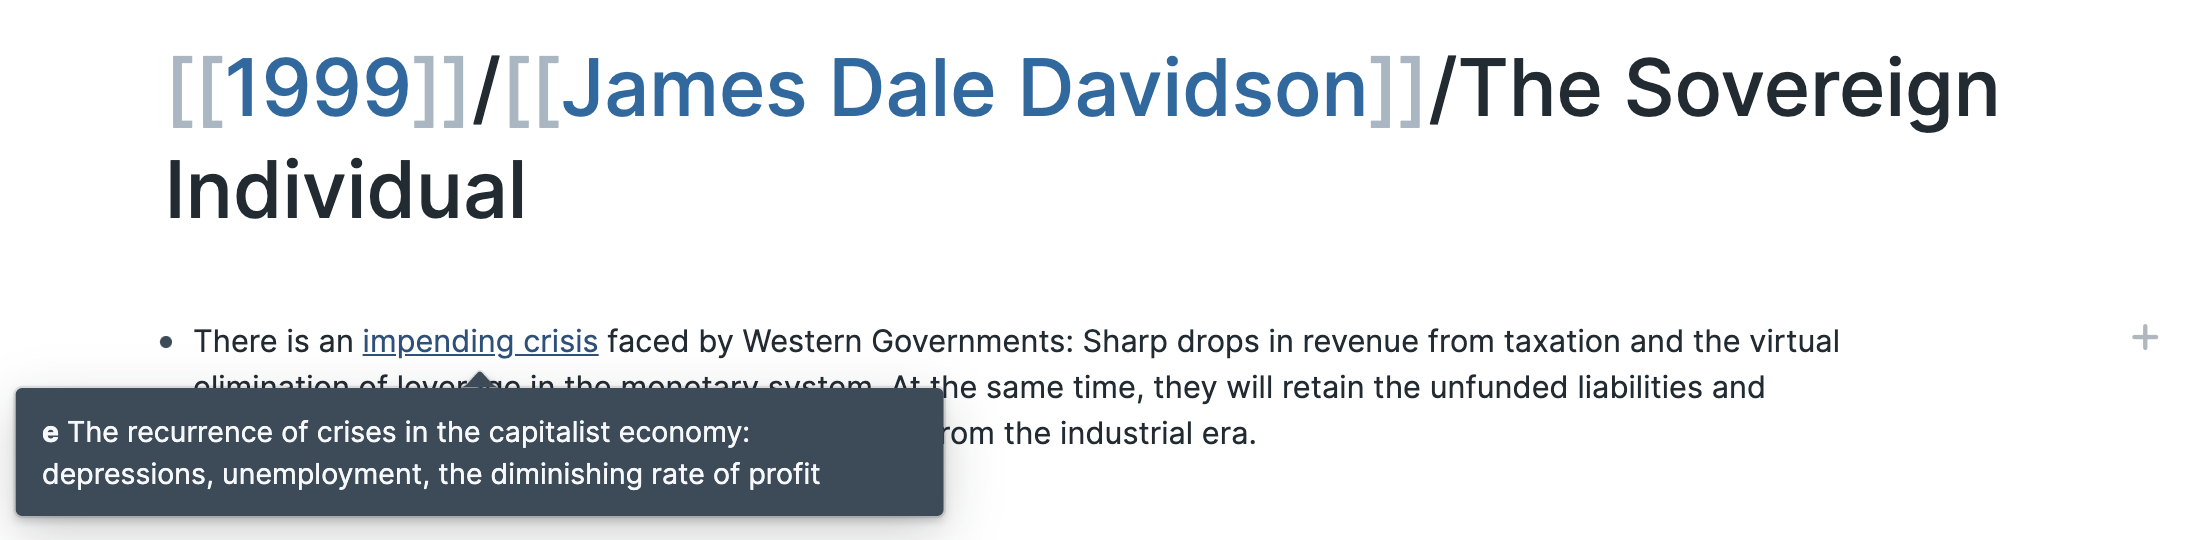 [[1999]]/[[James Dale Davidson]]/The Sovereign
Individual
There is an impending crisis faced by Western Governments: Sharp drops in revenue from taxation and the virtual
elimination of leverage in the monetary system. At the same time, they will retain the unfunded liabilities and
from the industrial era.
e The recurrence of crises in the capitalist economy:
depressions, unemployment, the diminishing rate of profit